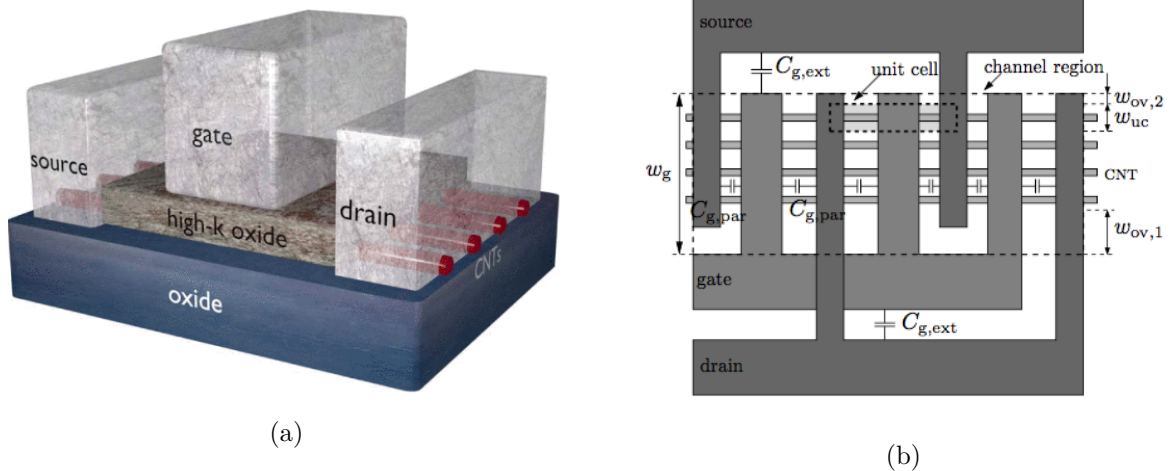 source
gate
drain
high-k oxide
CNTs
oxide
(a)
source
C_g,ext
unit cell
channel region
w_ov,2
w_uc
w_g
CNT
C_g,par
C_g,par
w_ov,1
gate
C_g,ext
drain
(b)